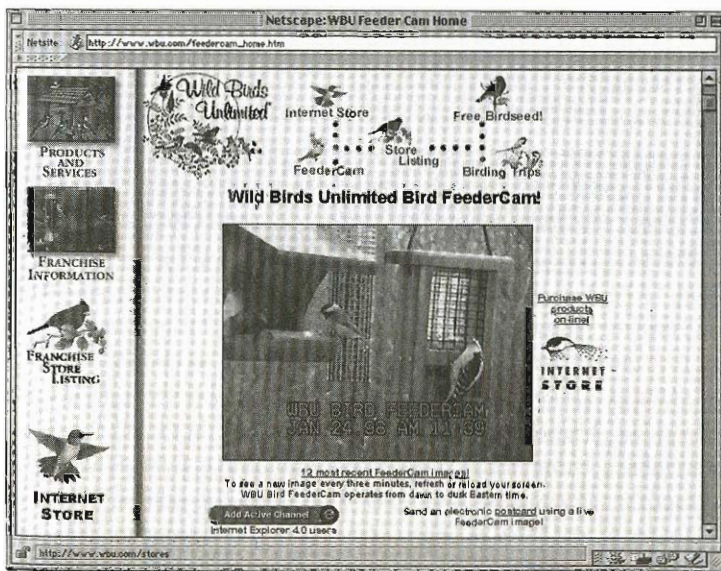 Netscape: WBU FeederCam Home
Netsite: http://www.wbu.com/feedercam_home.htm
Wild Birds
Unlimited
Internet Store
Free Birdseed!
Store
Listing
FeederCam
Birding Trips
PRODUCTS
AND
SERVICES
FRANCHISE
INFORMATION
FRANCHISE
STORE
LISTING
INTERNET
STORE
Wild Birds Unlimited Bird FeederCam!
WBU BIRD FEEDERCAM
JAN 24 98 AM 11:39
Purchase WBU
products
on-line!
INTERNET
STORE
12 most recent FeederCam images!
To see a new image every three minutes, refresh or reload your screen.
WBU Bird FeederCam operates from dawn to dusk Eastern time.
Add Active Channel
Internet Explorer 4.0 users
Send an electronic postcard using a live
FeederCam image!
http://www.wbu.com/stores